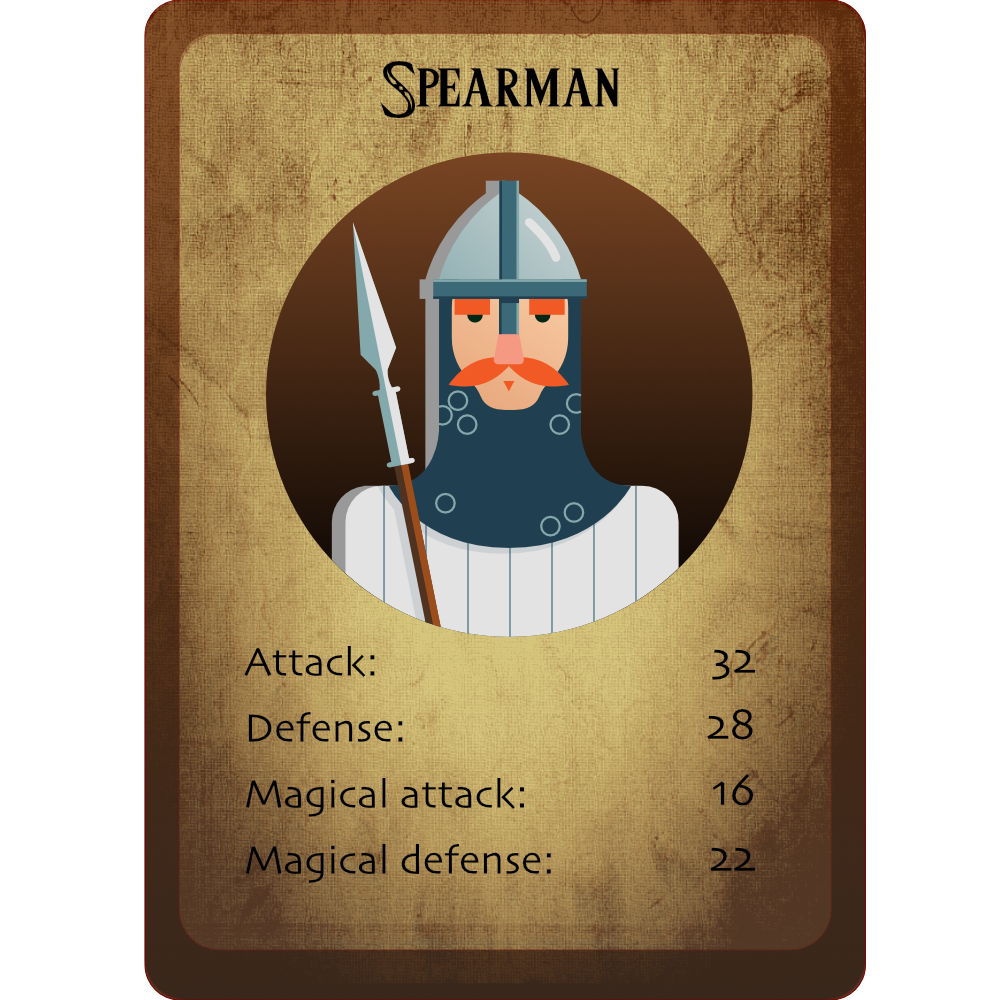 Spearman
Attack: 32
Defense: 28
Magical attack: 16
Magical defense: 22